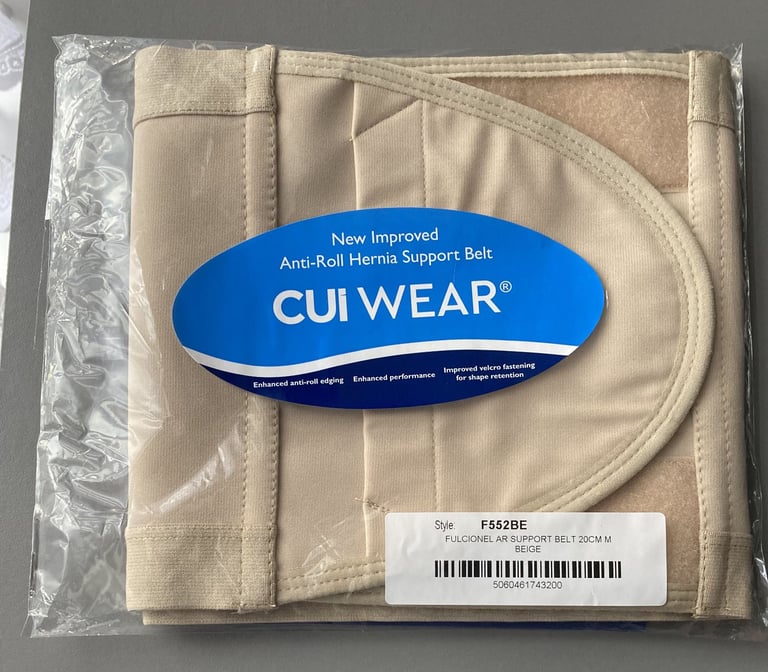 New Improved
Anti-Roll Hernia Support Belt
CUI WEAR®
Enhanced anti-roll edging Enhanced performance Improved velcro fastening
for shape retention
Style: F552BE
FULCIONEL AR SUPPORT BELT 20CM M
BEIGE
5060461743200